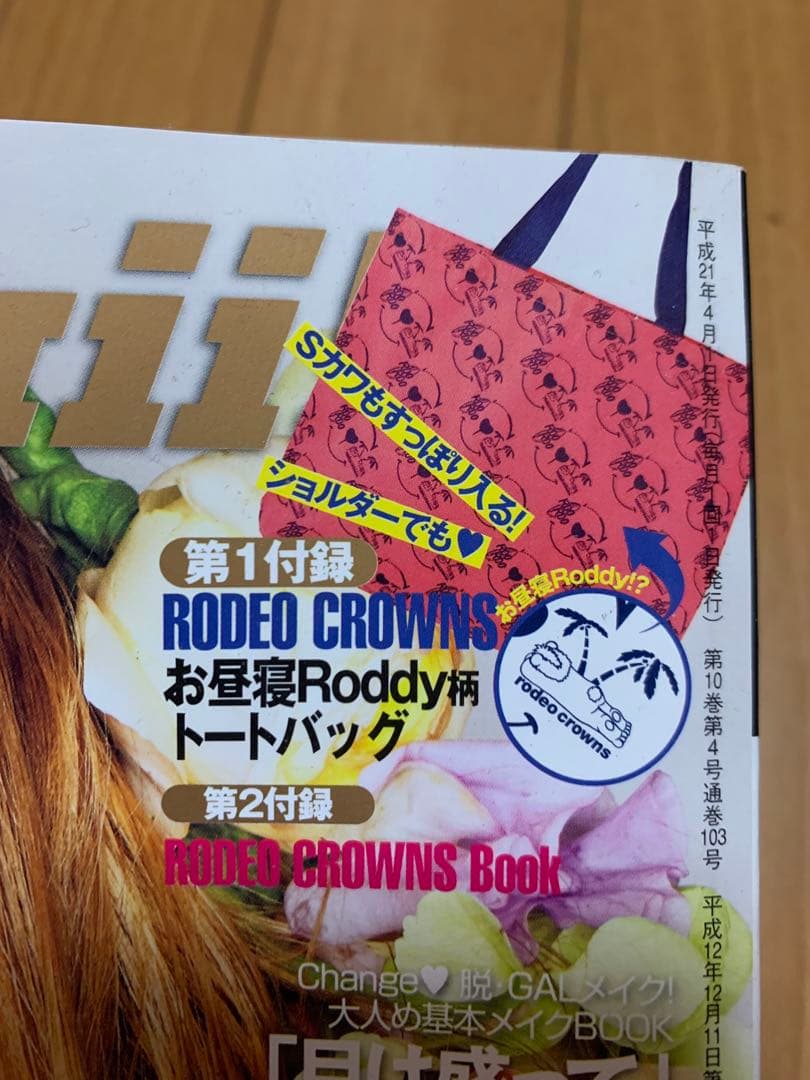 Sカワもすっぽり入る!
ショルダーでも♥
お昼寝Roddy!?
rodeo crowns
第1付録
RODEO CROWNS
お昼寝Roddy柄
トートバッグ
第2付録
RODEO CROWNS Book
Change♥脱・GALメイク!
大人め基本メイクBOOK
平成21年4月1日発行(毎月1回1日発行) 第10巻第4号通巻103号 平成12年12月11日第